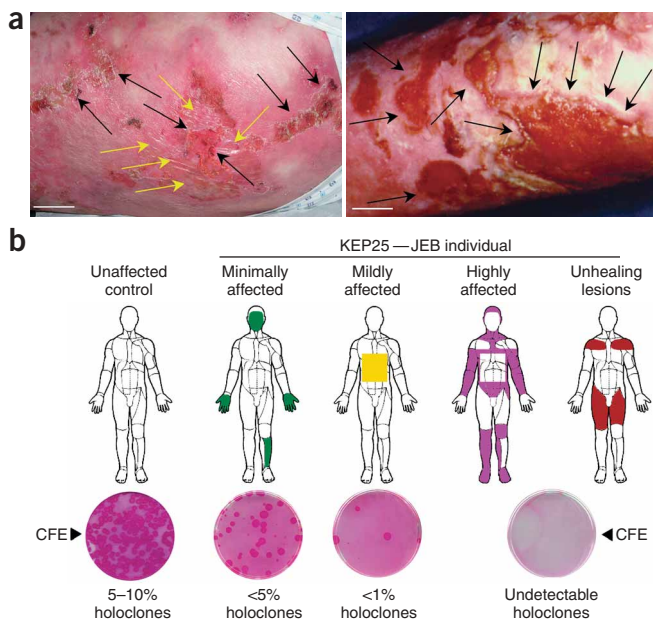 a
b
KEP25 — JEB individual
Unaffected
control
Minimally
affected
Mildly
affected
Highly
affected
Unhealing
lesions
CFE
CFE
5–10%
holoclones
<5%
holoclones
<1%
holoclones
Undetectable
holoclones